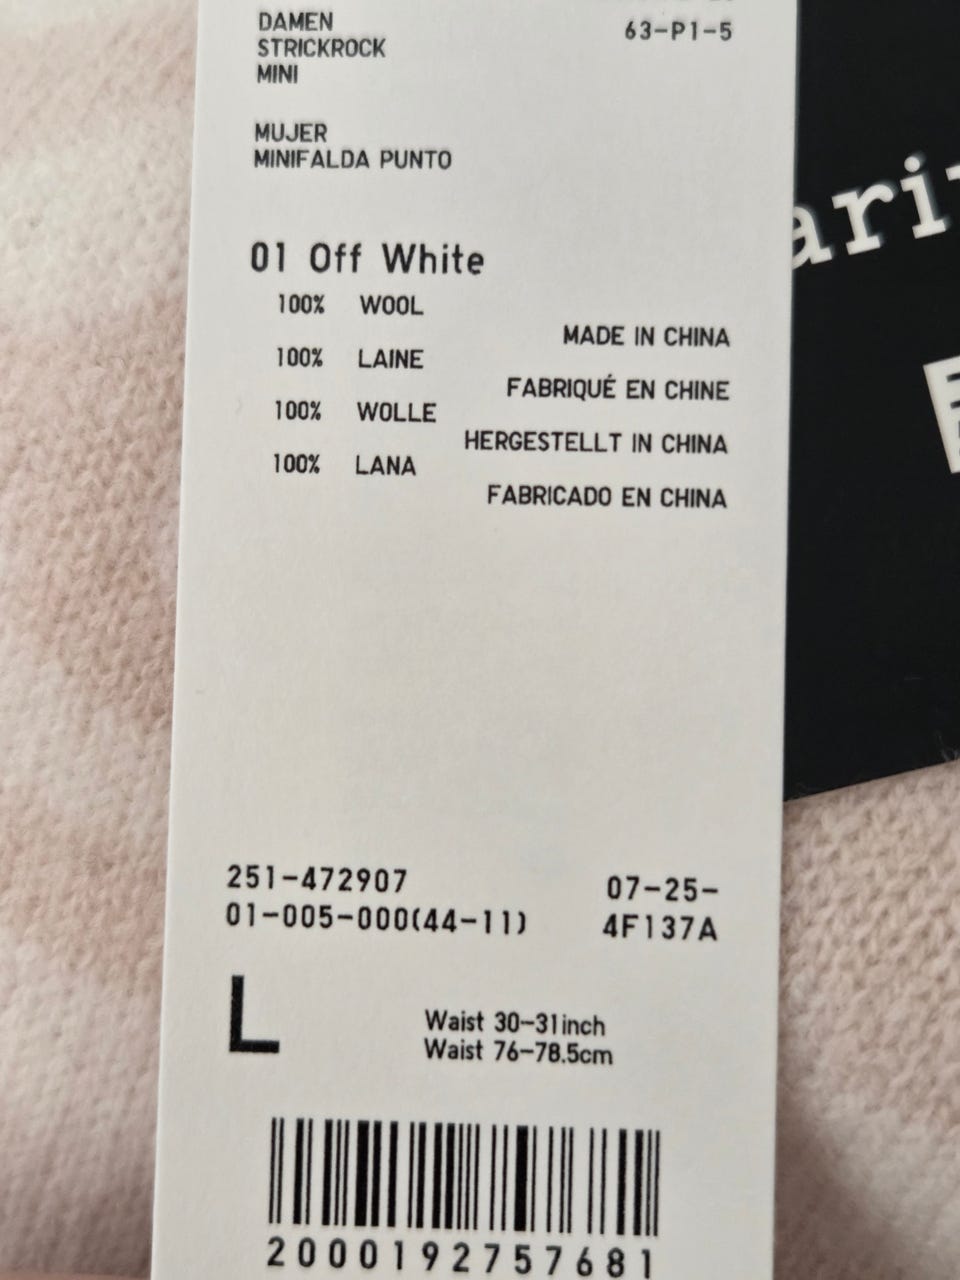 63-P1-5
DAMEN
STRICKROCK
MINI
MUJER
MINIFALDA PUNTO
01 Off White
100% WOOL
MADE IN CHINA
100% LAINE
FABRIQUÉ EN CHINE
100% WOLLE
HERGESTELLT IN CHINA
100% LANA
FABRICADO EN CHINA
251-472907
01-005-000(44-11)
07-25-
4F137A
L
Waist 30-31inch
Waist 76-78.5cm
2000192757681